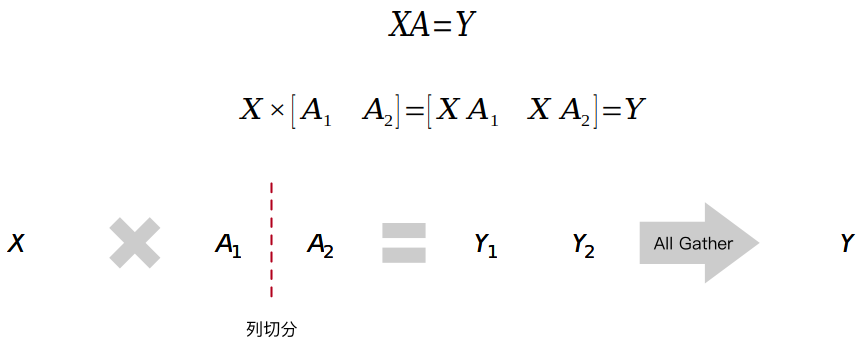 XA=Y
X×[A₁ A₂]=[X A₁ X A₂]=Y
X × A₁ A₂ = Y₁ Y₂ All Gather Y
列切分